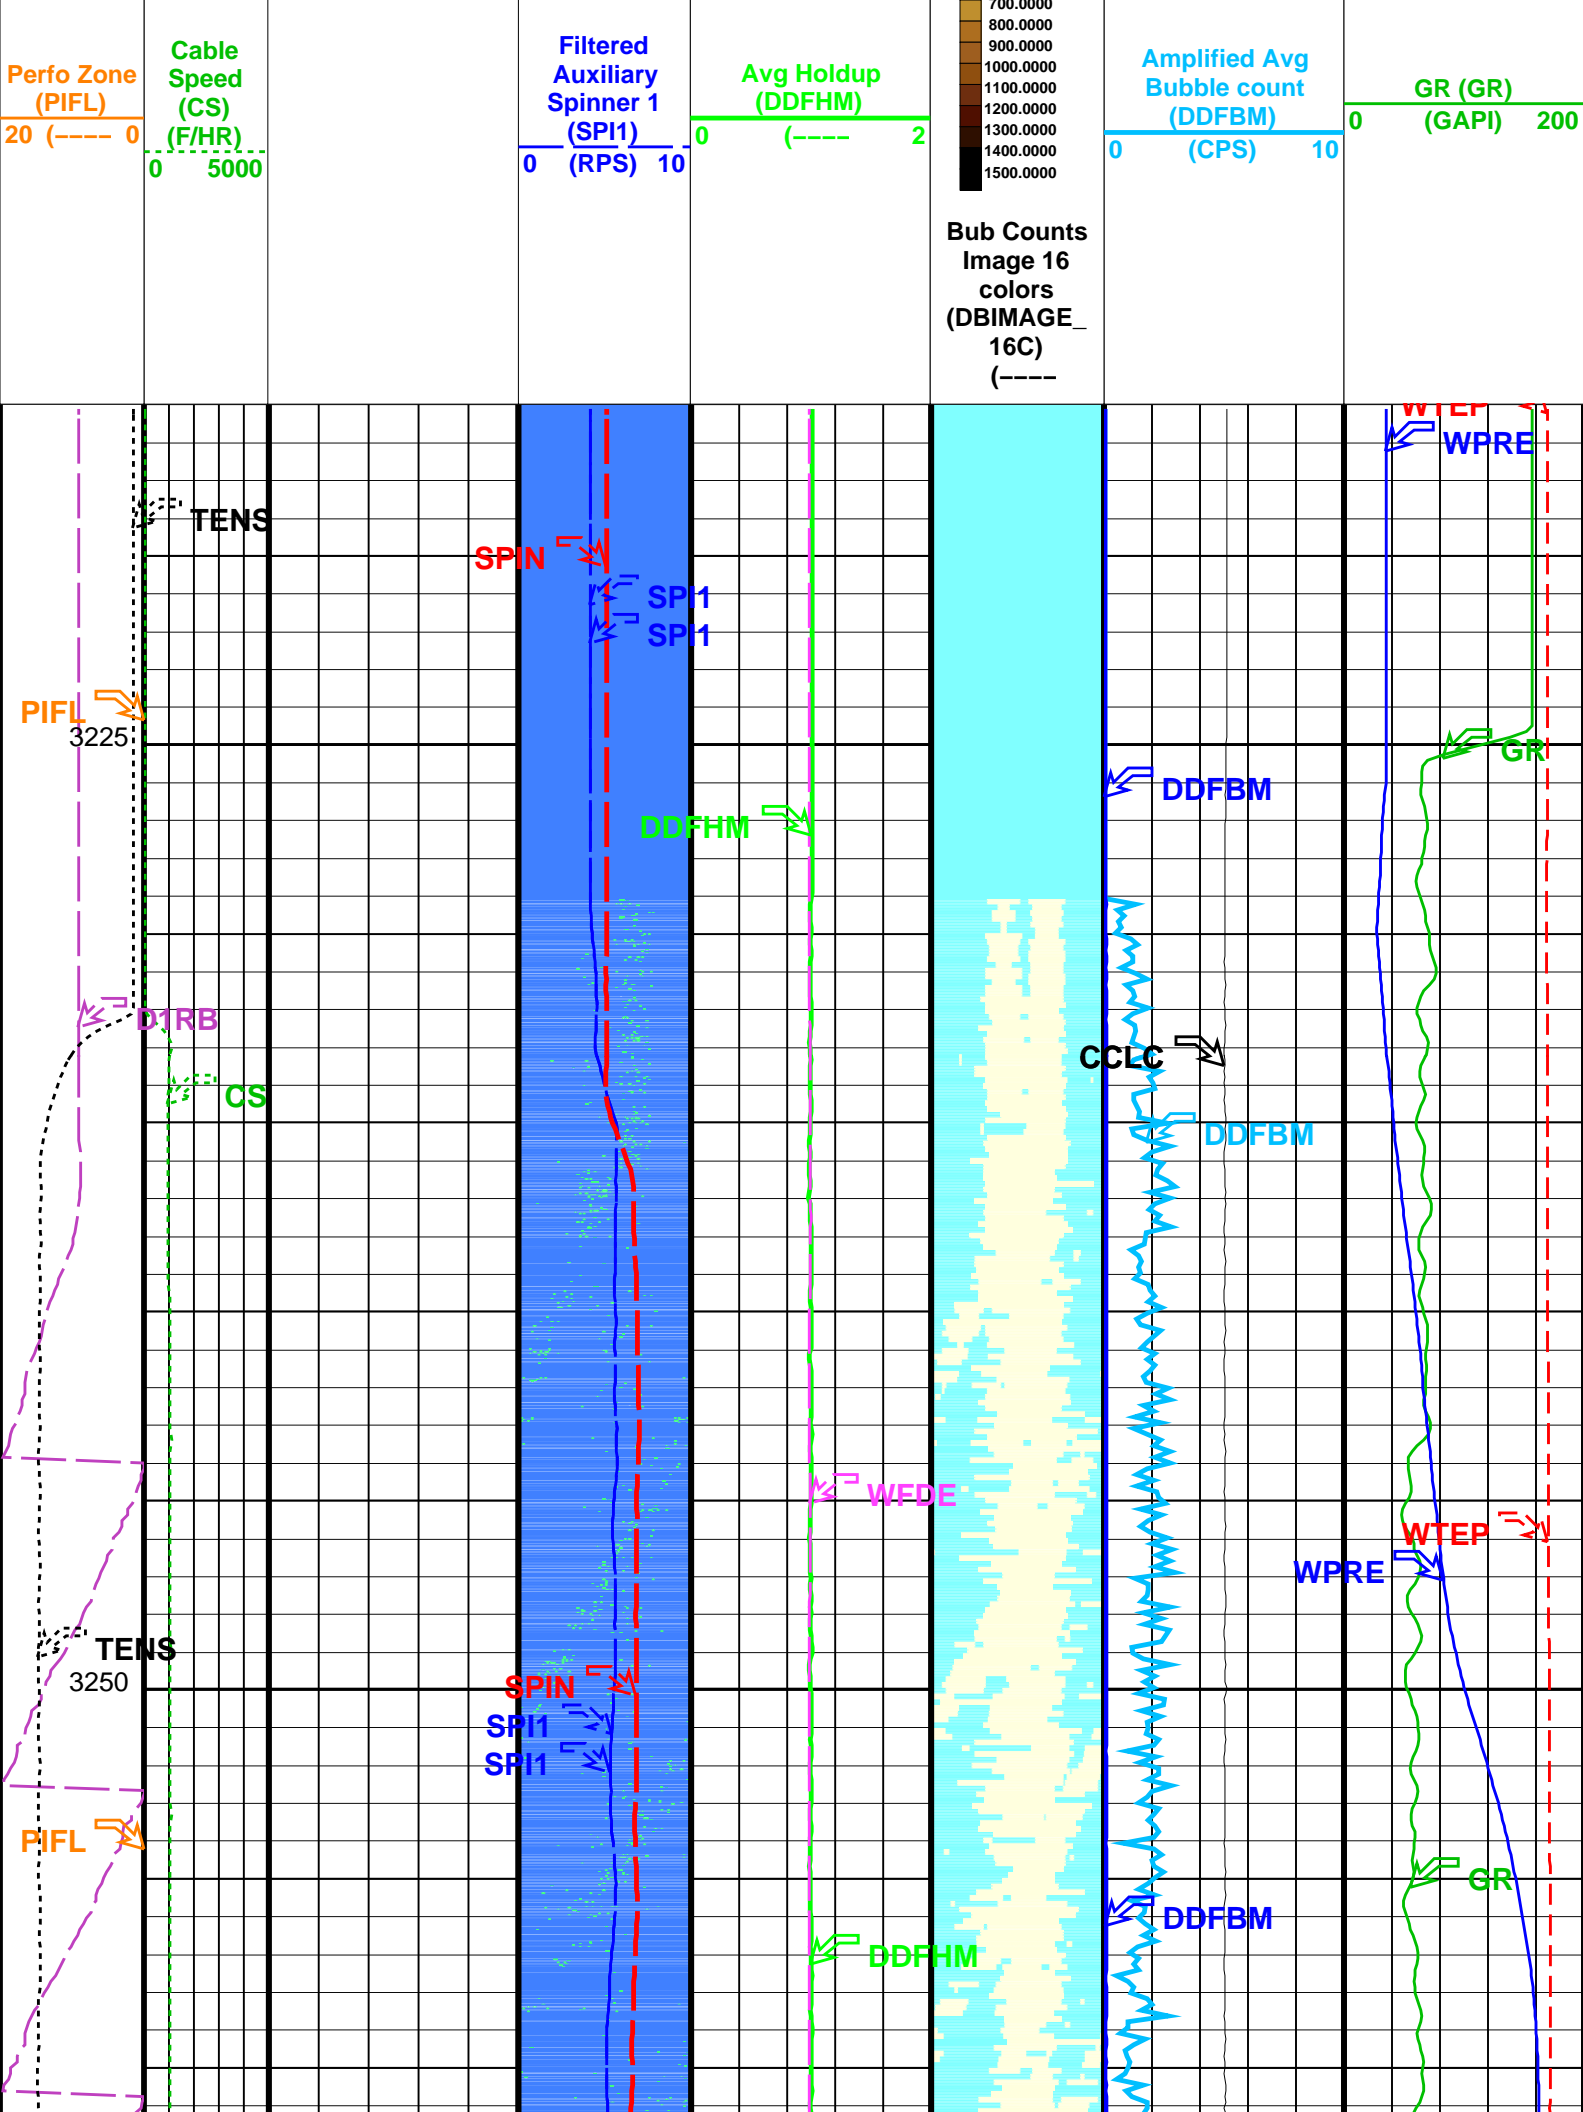 Perfo Zone
(PIFL)
20 (–––– 0
Cable
Speed
(CS)
(F/HR)
0 5000
Filtered
Auxiliary
Spinner 1
(SPI1)
0 (RPS) 10
Avg Holdup
(DDFHM)
0 (–––– 2
700.0000
800.0000
900.0000
1000.0000
1100.0000
1200.0000
1300.0000
1400.0000
1500.0000
Bub Counts
Image 16
colors
(DBIMAGE_
16C)
(––––
Amplified Avg
Bubble count
(DDFBM)
0 (CPS) 10
GR (GR)
0 (GAPI) 200
WTEP
WPRE
TENS
SPIN
SPI1
SPI1
PIFL
3225
GR
DDFBM
DDFHM
D1RB
CCLC
CS
DDFBM
WFDE
WTEP
WPRE
TENS
3250
SPIN
SPI1
SPI1
PIFL
GR
DDFBM
DDFHM